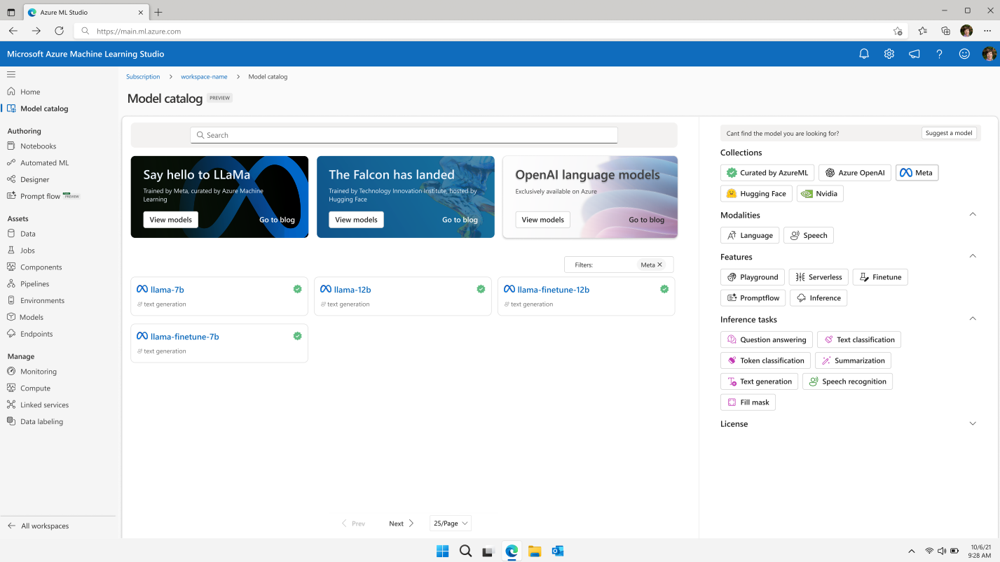 Azure ML Studio
https://main.ml.azure.com
Microsoft Azure Machine Learning Studio
Home
Model catalog
Authoring
Notebooks
Automated ML
Designer
Prompt flow PREVIEW
Assets
Data
Jobs
Components
Pipelines
Environments
Models
Endpoints
Manage
Monitoring
Compute
Linked services
Data labeling
All workspaces
Subscription > workspace-name > Model catalog
Model catalog PREVIEW
Search
Say hello to LLaMa
Trained by Meta, curated by Azure Machine
Learning
View models Go to blog
The Falcon has landed
Trained by Technology Innovation Institute, hosted by
Hugging Face
View models Go to blog
OpenAI language models
Exclusively available on Azure
View models Go to blog
Filters: Meta
llama-7b
text generation
llama-12b
text generation
llama-finetune-12b
text generation
llama-finetune-7b
text generation
Prev Next 25/Page
Cant find the model you are looking for? Suggest a model
Collections
Curated by AzureML Azure OpenAI Meta
Hugging Face Nvidia
Modalities
Language Speech
Features
Playground Serverless Finetune
Promptflow Inference
Inference tasks
Question answering Text classification
Token classification Summarization
Text generation Speech recognition
Fill mask
License
10/6/21
9:28 AM